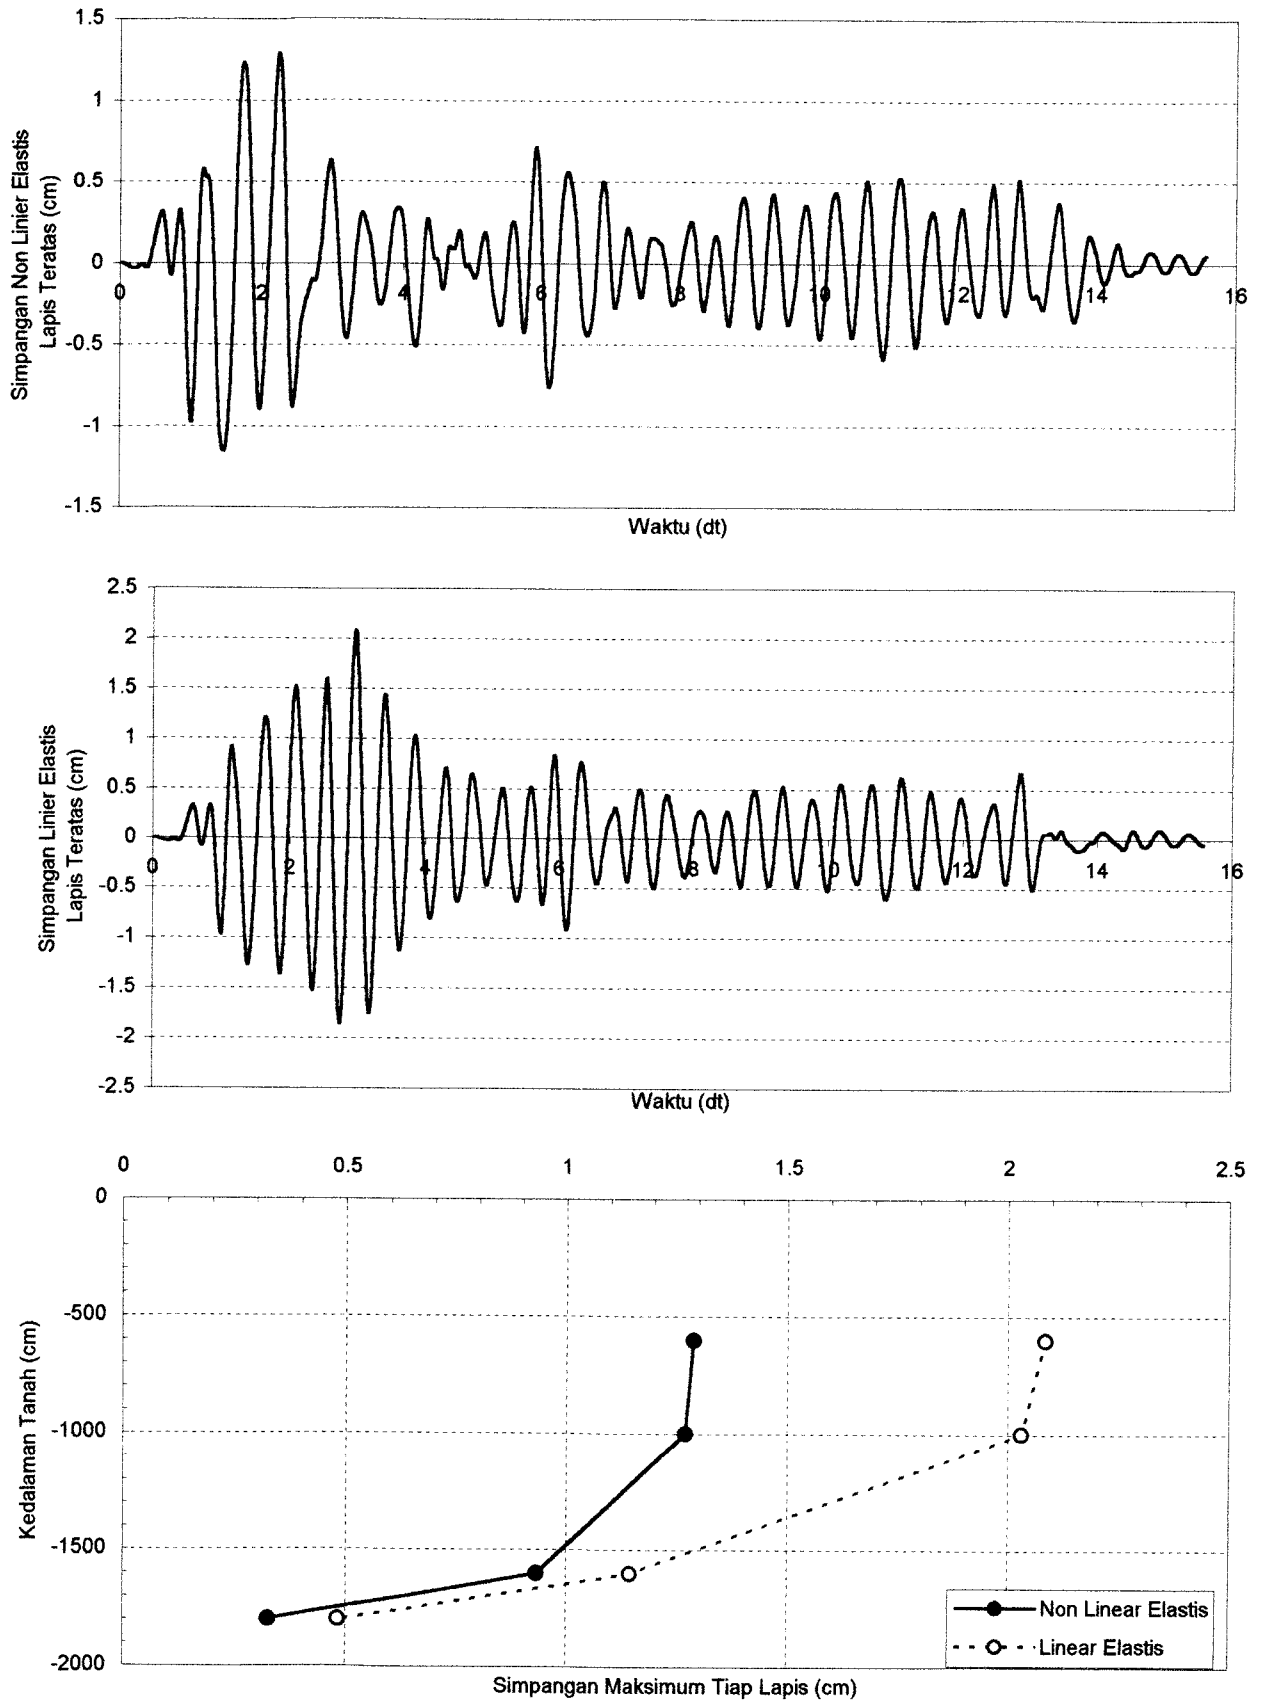 1.5
1
0.5
0
-0.5
-1
-1.5
Simpangan Non Linier Elastis
Lapis Teratas (cm)
0 2 4 6 8 10 12 14 16
Waktu (dt)
2.5
2
1.5
1
0.5
0
-0.5
-1
-1.5
-2
-2.5
Simpangan Linier Elastis
Lapis Teratas (cm)
0 2 4 6 8 10 12 14 16
Waktu (dt)
0 0.5 1 1.5 2 2.5
0
-500
-1000
-1500
-2000
Kedalaman Tanah (cm)
Non Linear Elastis
Linear Elastis
Simpangan Maksimum Tiap Lapis (cm)